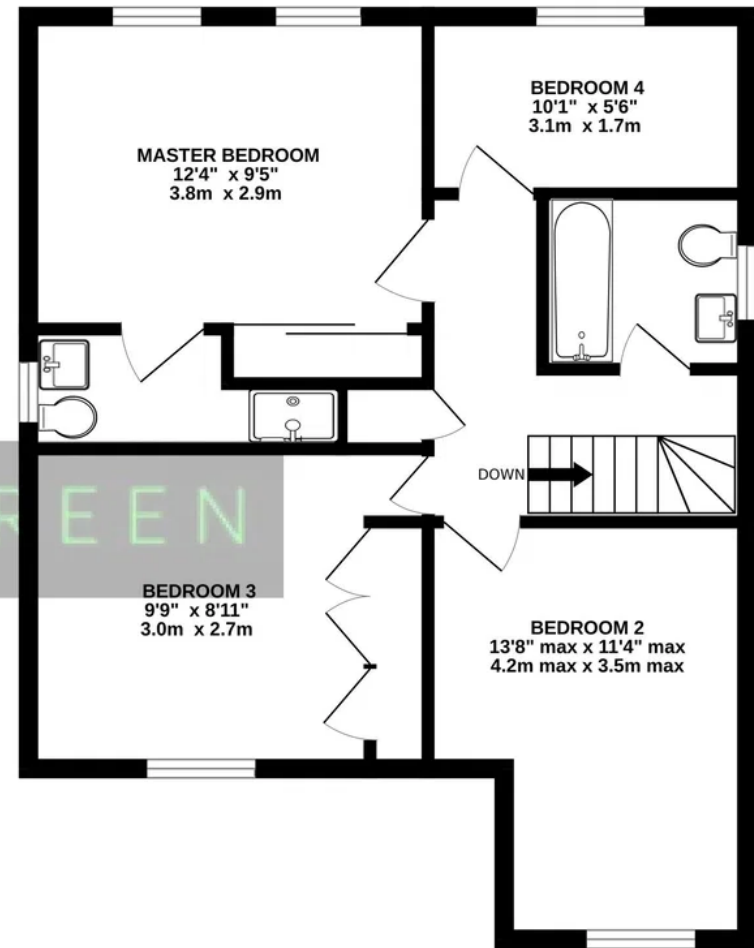 MASTER BEDROOM
12'4" x 9'5"
3.8m x 2.9m
BEDROOM 4
10'1" x 5'6"
3.1m x 1.7m
DOWN
REEN
BEDROOM 3
9'9" x 8'11"
3.0m x 2.7m
BEDROOM 2
13'8" max x 11'4" max
4.2m max x 3.5m max